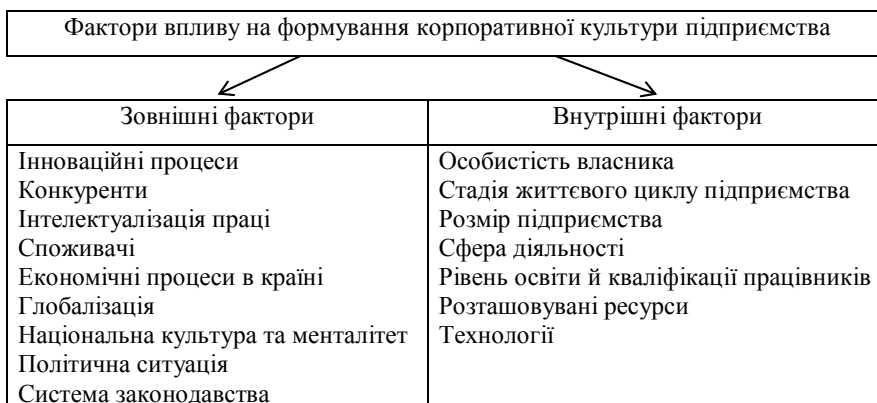 Фактори впливу на формування корпоративної культури підприємства
Зовнішні фактори
Інноваційні процеси
Конкуренти
Інтелектуалізація праці
Споживачі
Економічні процеси в країні
Глобалізація
Національна культура та менталітет
Політична ситуація
Система законодавства
Внутрішні фактори
Особистість власника
Стадія життєвого циклу підприємства
Розмір підприємства
Сфера діяльності
Рівень освіти й кваліфікації працівників
Розташовувані ресурси
Технології